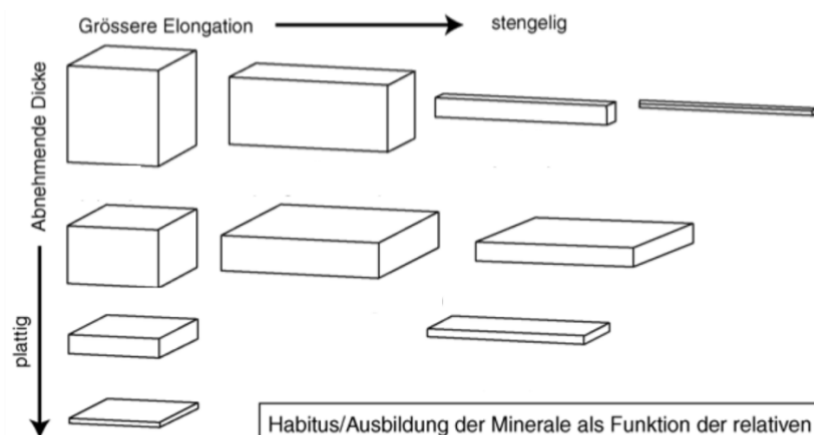 Grössere Elongation
stengelig
Abnehmende Dicke
plattig
Habitus/Ausbildung der Minerale als Funktion der relativen